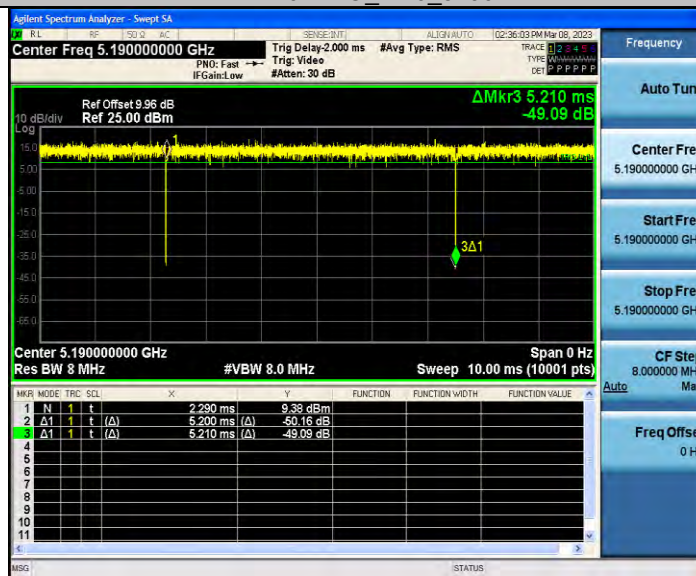 Agilent Spectrum Analyzer - Swept SA
RL RF 50 Ω AC SENSE:INT ALIGN AUTO 02:36:03 PM Mar 08, 2023
Center Freq 5.190000000 GHz
PNO: Fast
IFGain:Low
Trig Delay-2.000 ms
Trig: Video
#Atten: 30 dB
#Avg Type: RMS
TRACE 1 2 3 4 5 6
TYPE W
DET P P P P P P
Frequency
Ref Offset 9.96 dB
10 dB/div Ref 25.00 dBm
Log
ΔMkr3 5.210 ms
-49.09 dB
15.0
5.00
-5.00
-15.0
-25.0
-35.0
-45.0
-55.0
-65.0
1
3Δ1
Center 5.190000000 GHz Span 0 Hz
Res BW 8 MHz #VBW 8.0 MHz Sweep 10.00 ms (10001 pts)
MKR MODE TRC SCL X Y FUNCTION FUNCTION WIDTH FUNCTION VALUE
1 N 1 t 2.290 ms 9.38 dBm
2 Δ1 1 t (Δ) 5.200 ms (Δ) -50.16 dB
3 Δ1 1 t (Δ) 5.210 ms (Δ) -49.09 dB
4
5
6
7
8
9
10
11
Auto Tun
Center Fre
5.190000000 GH
Start Fre
5.190000000 GH
Stop Fre
5.190000000 GH
CF Ste
8.000000 MH
Auto Ma
Freq Offse
0 H
MSG STATUS